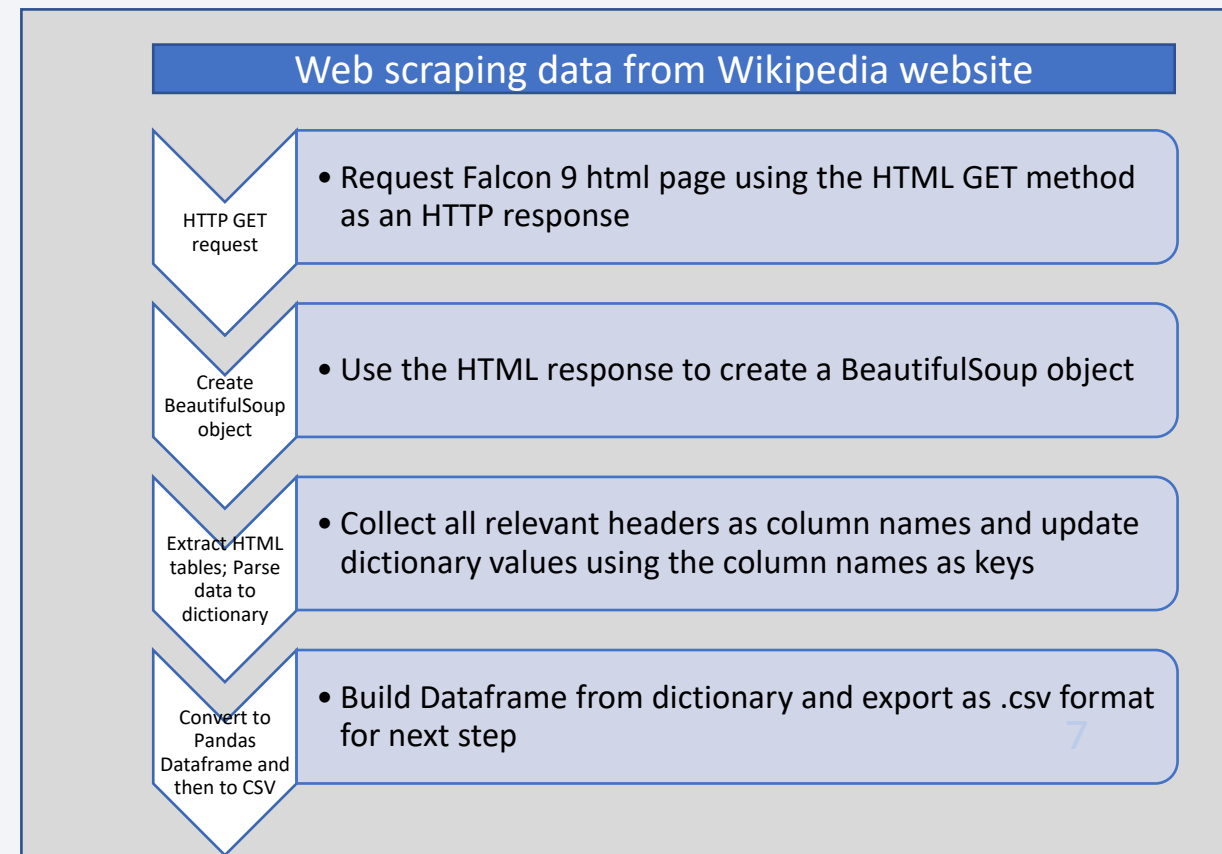 Web scraping data from Wikipedia website
HTTP GET
request
• Request Falcon 9 html page using the HTML GET method
as an HTTP response
Create
BeautifulSoup
object
• Use the HTML response to create a BeautifulSoup object
Extract HTML
tables; Parse
data to
dictionary
• Collect all relevant headers as column names and update
dictionary values using the column names as keys
Convert to
Pandas
Dataframe and
then to CSV
• Build Dataframe from dictionary and export as .csv format
for next step
7